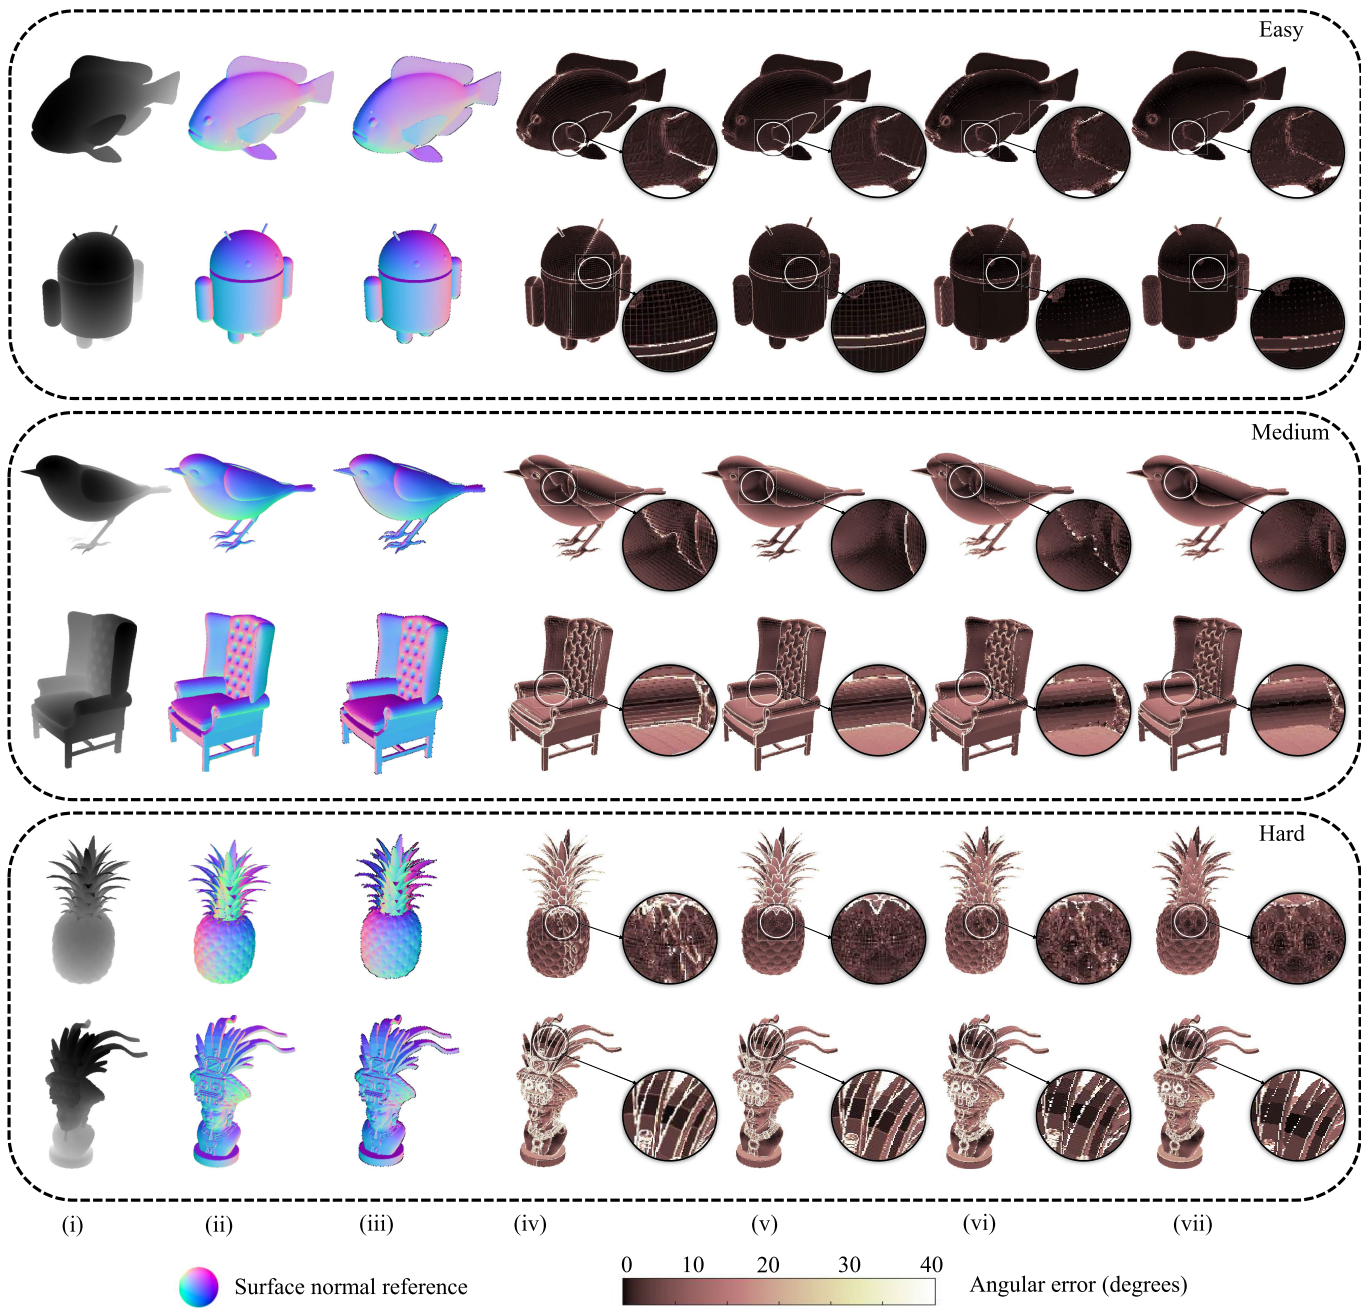 Easy
Medium
Hard
(i) (ii) (iii) (iv) (v) (vi) (vii)
0 10 20 30 40
Surface normal reference
Angular error (degrees)